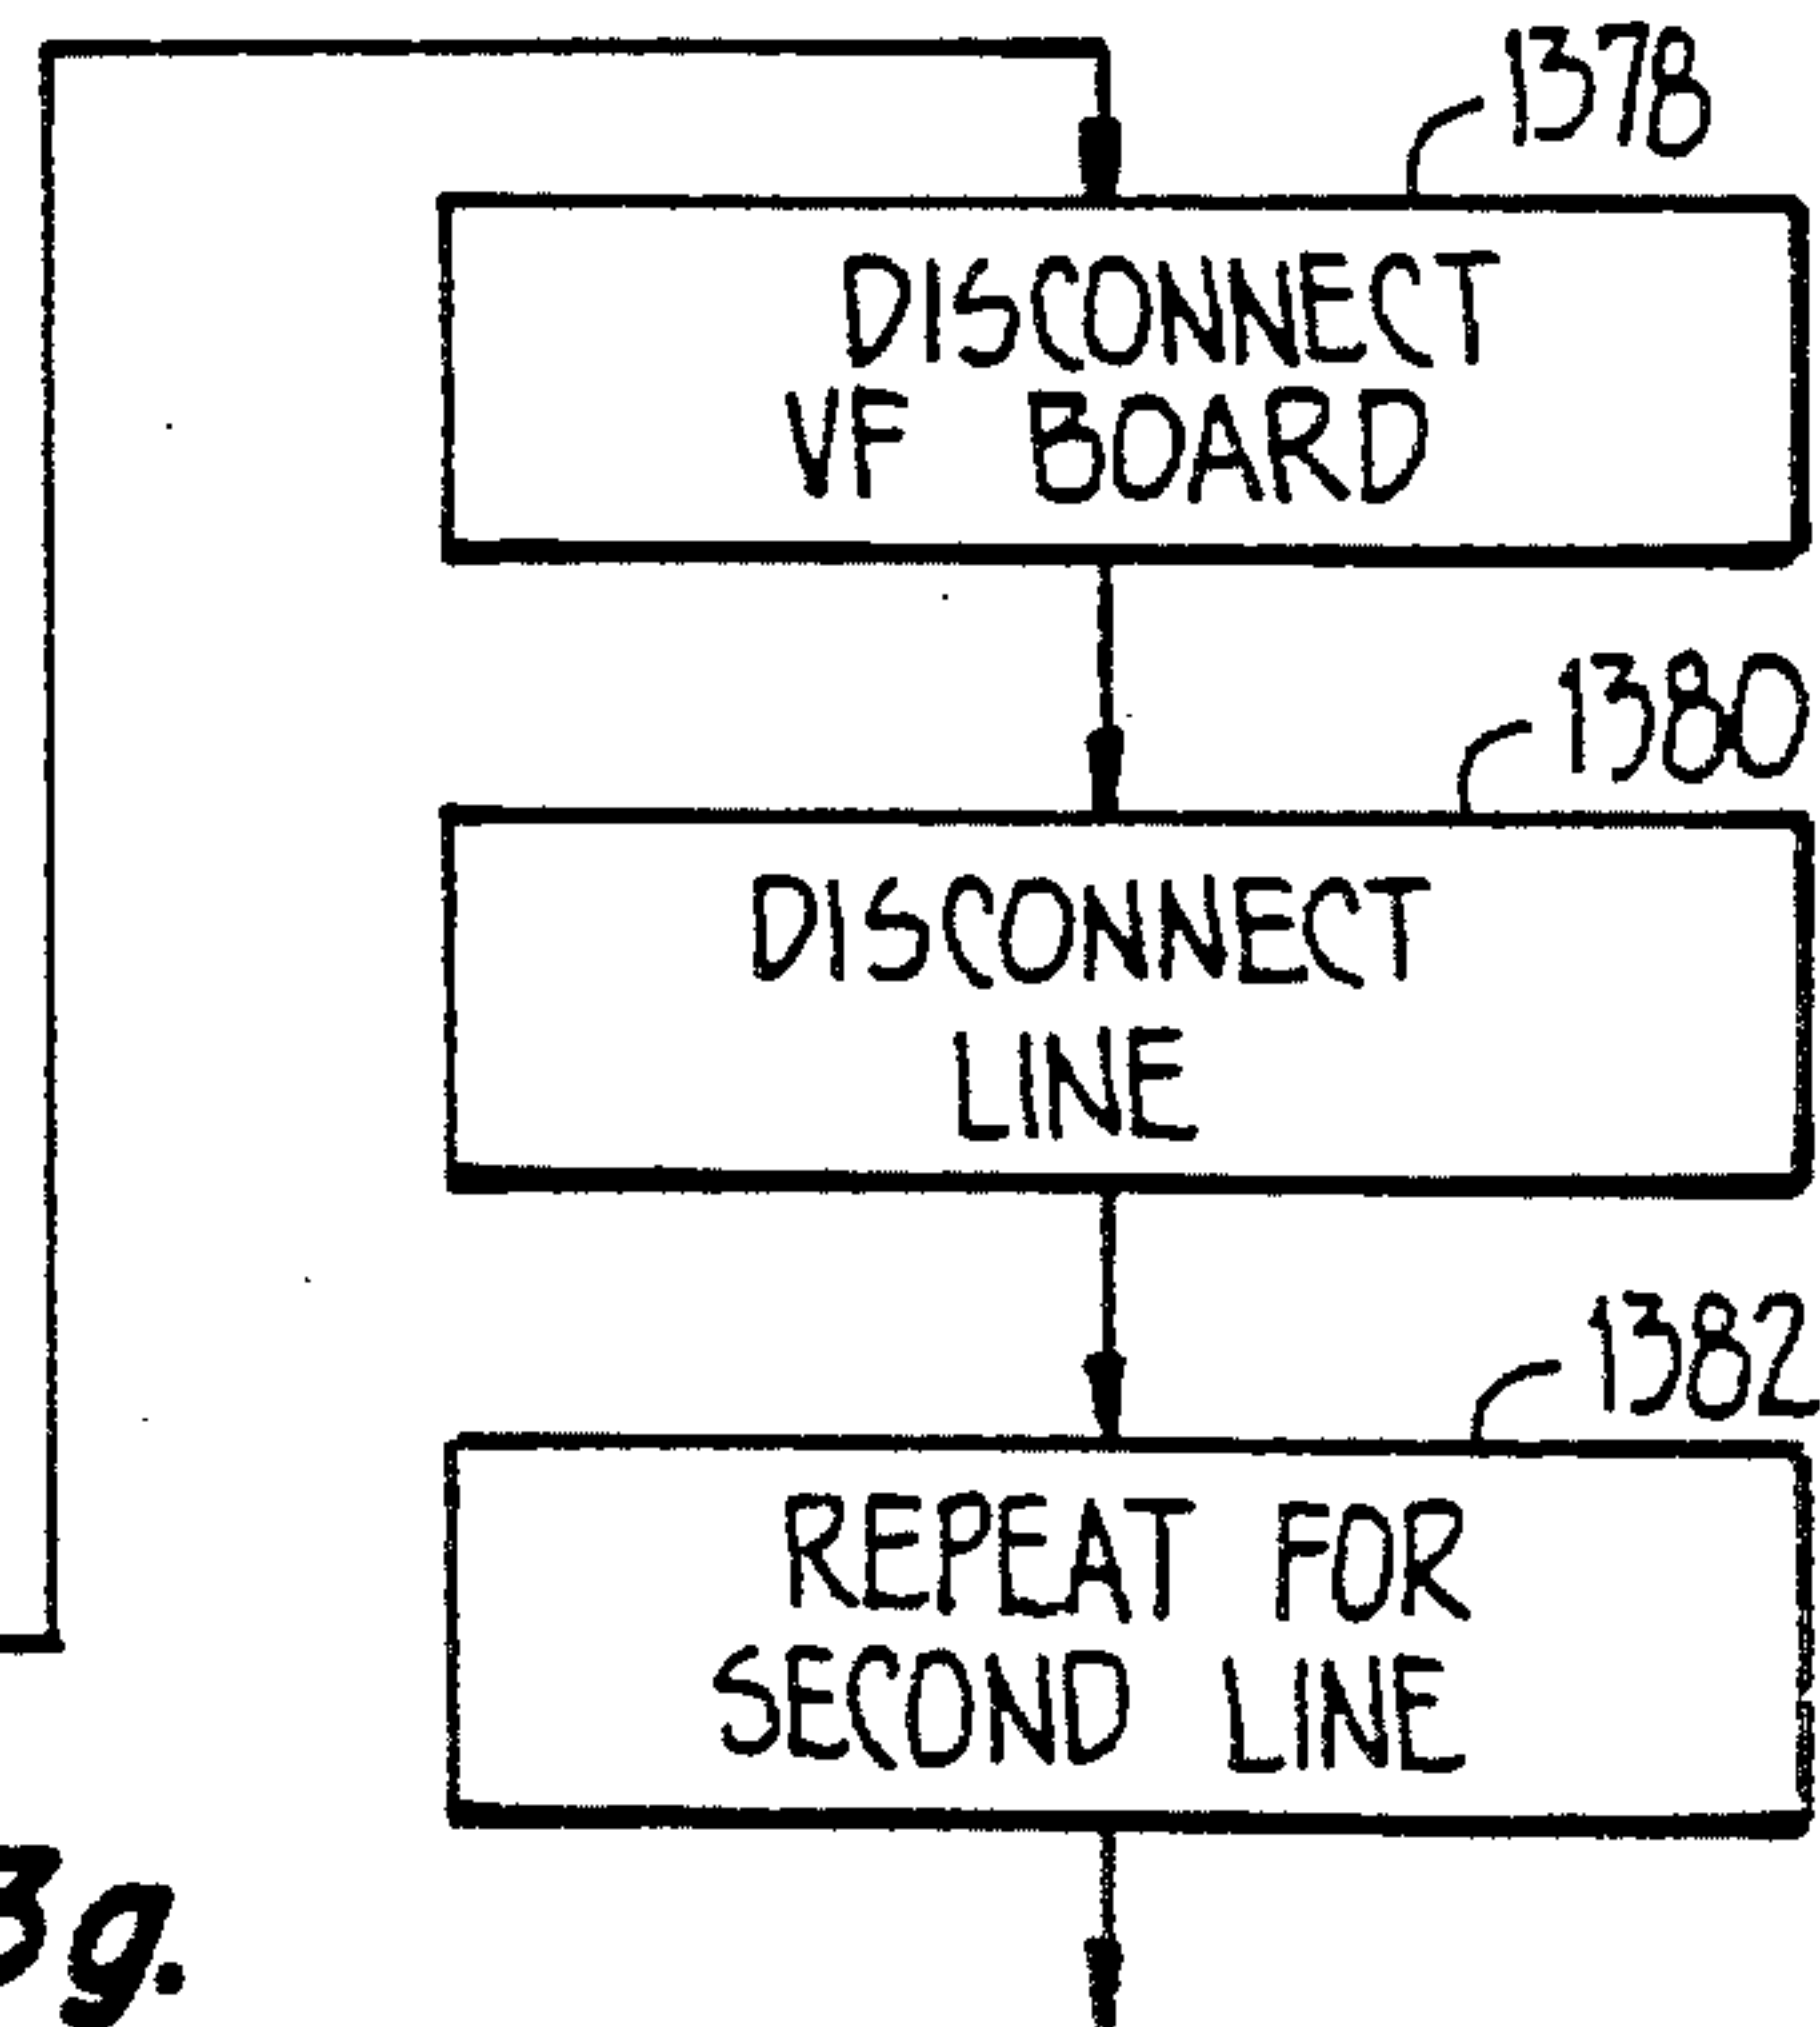 1378
DISCONNECT
VF BOARD
1380
DISCONNECT
LINE
1382
REPEAT FOR
SECOND LINE
3g.